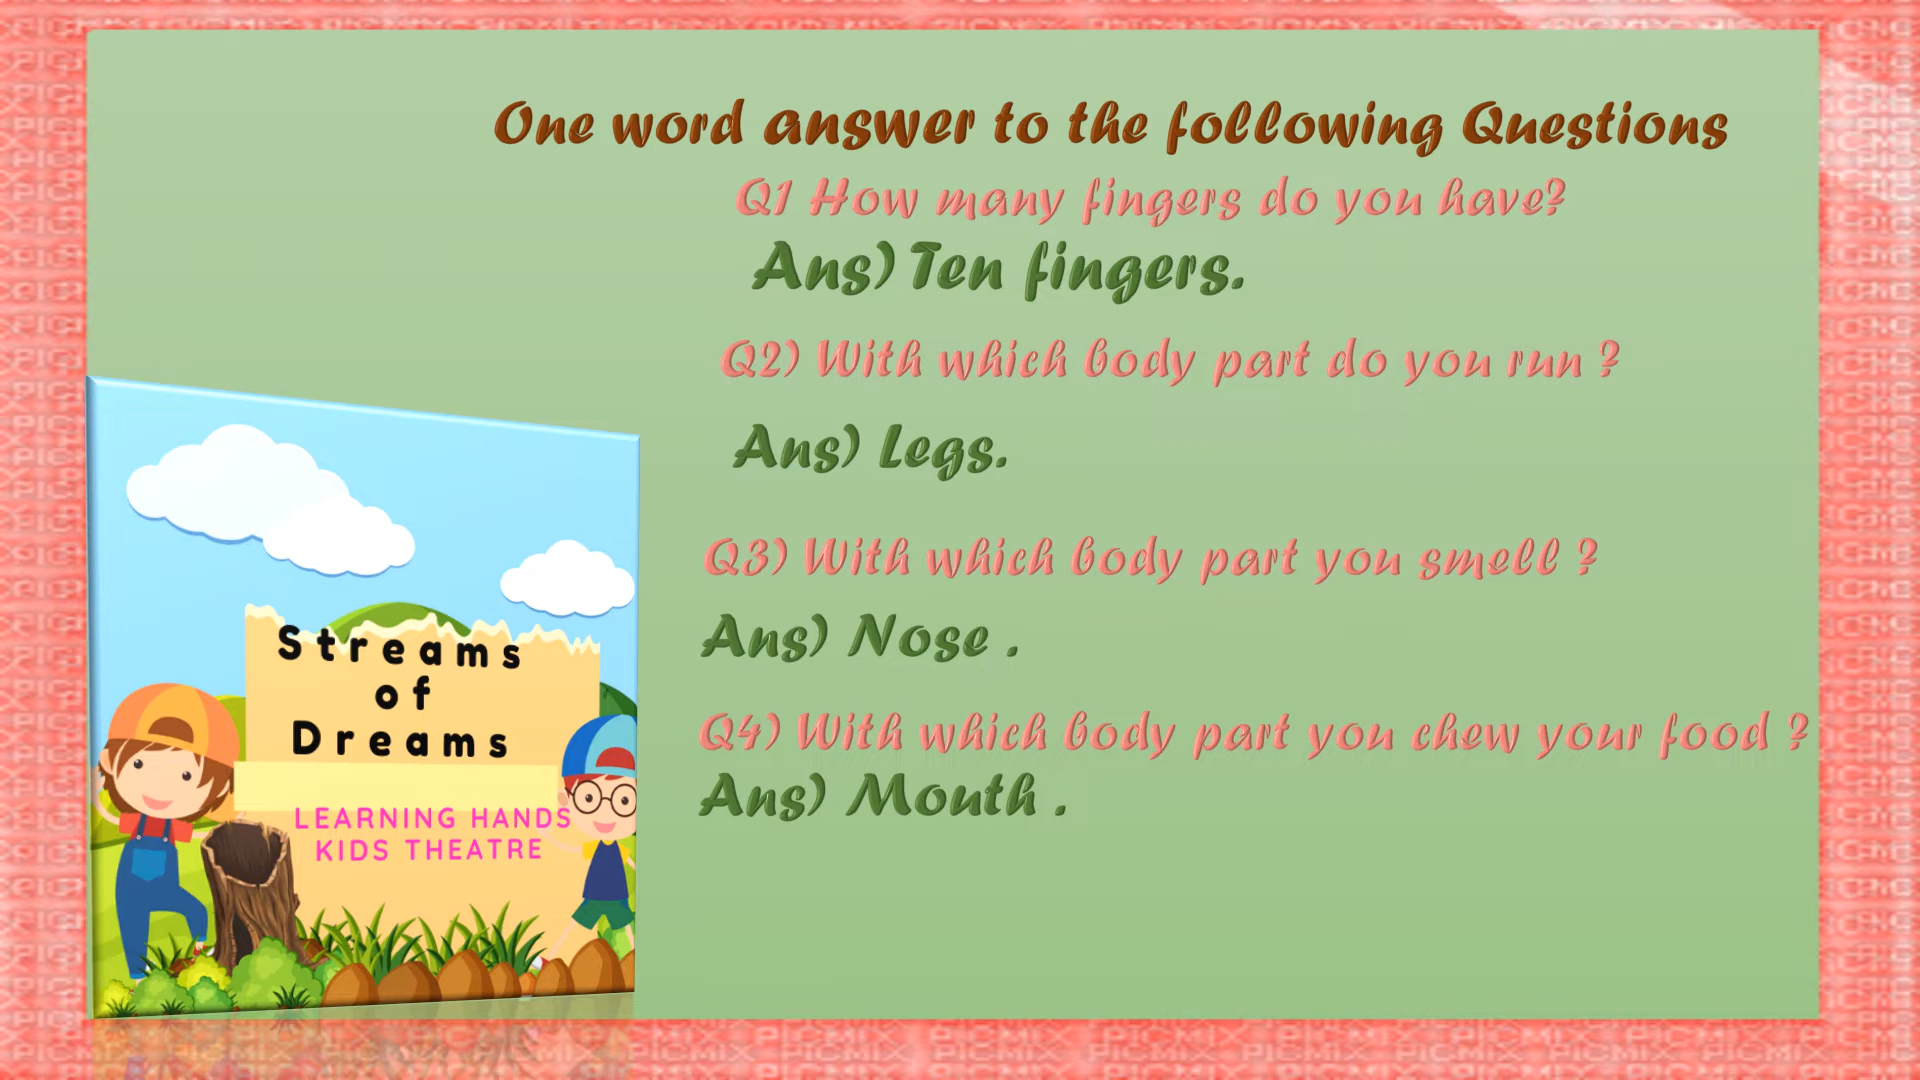 One word answer to the following Questions
Q1 How many fingers do you have?
Ans) Ten fingers.
Q2) With which body part do you run ?
Ans) Legs.
Q3) With which body part you smell ?
Ans) Nose .
Q4) With which body part you chew your food ?
Ans) Mouth .
Streams
of
Dreams
LEARNING HANDS
KIDS THEATRE